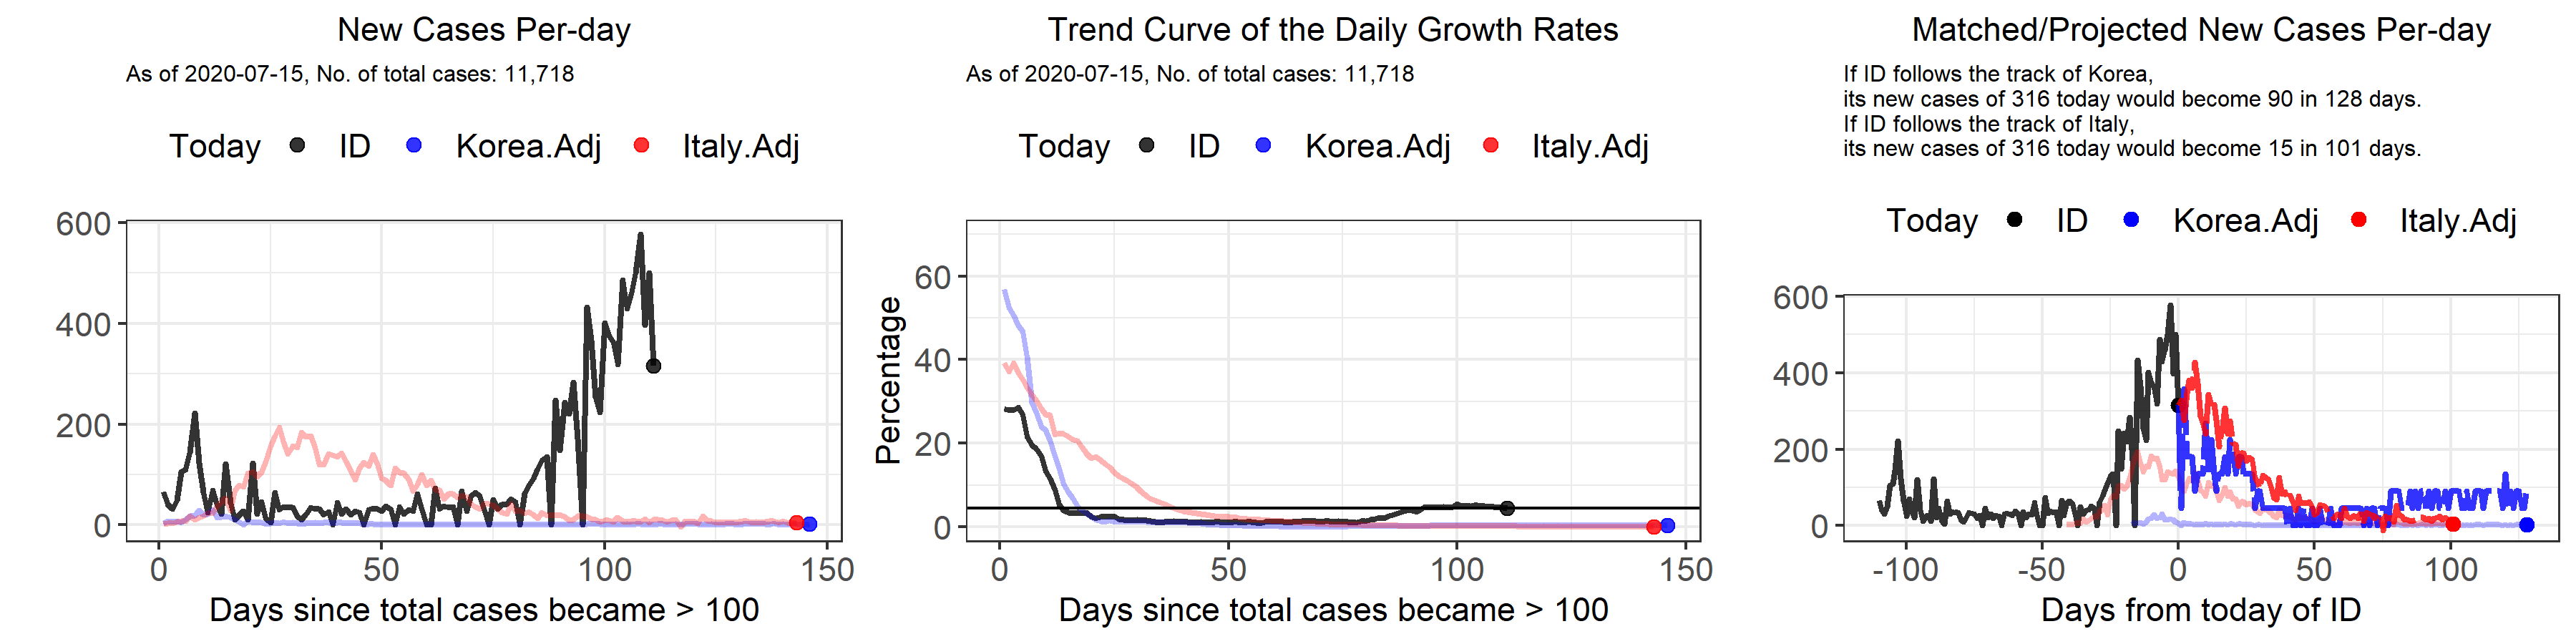 New Cases Per-day
As of 2020-07-15, No. of total cases: 11,718
Today ID Korea.Adj Italy.Adj
600
400
200
0
0 50 100 150
Days since total cases became > 100
Trend Curve of the Daily Growth Rates
As of 2020-07-15, No. of total cases: 11,718
Today ID Korea.Adj Italy.Adj
Percentage
60
40
20
0
0 50 100 150
Days since total cases became > 100
Matched/Projected New Cases Per-day
If ID follows the track of Korea,
its new cases of 316 today would become 90 in 128 days.
If ID follows the track of Italy,
its new cases of 316 today would become 15 in 101 days.
Today ID Korea.Adj Italy.Adj
600
400
200
0
-100 -50 0 50 100
Days from today of ID